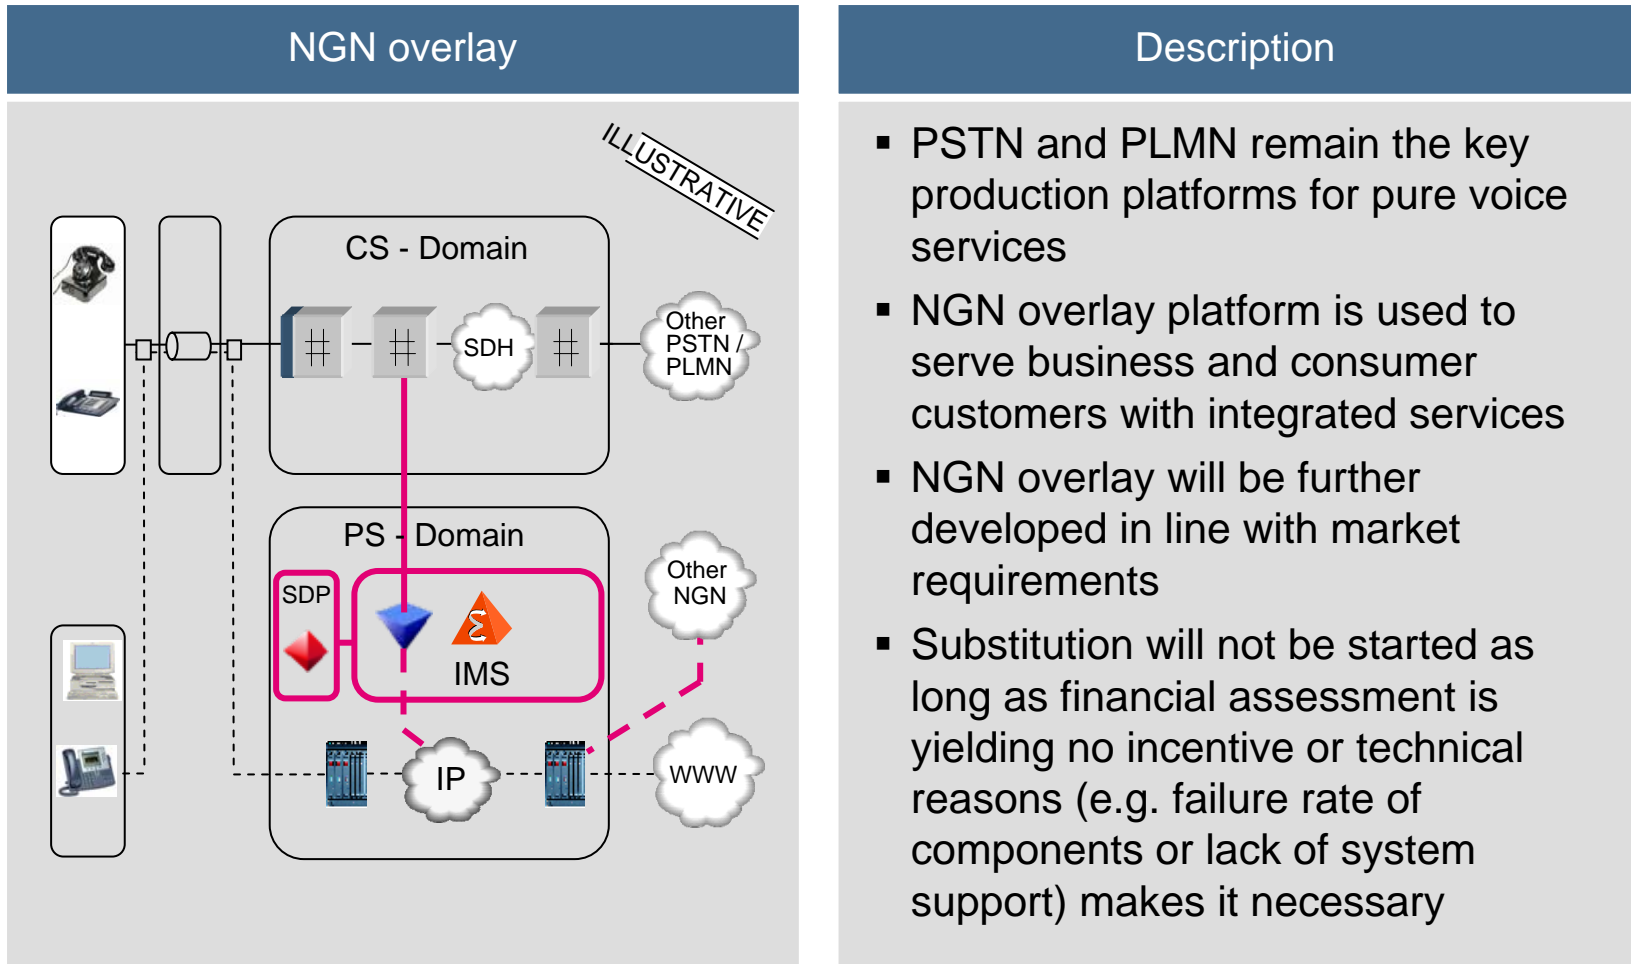 NGN overlay
ILLUSTRATIVE
CS - Domain
SDH
Other
PSTN /
PLMN
PS - Domain
SDP
IMS
Other
NGN
IP
WWW
Description
▪ PSTN and PLMN remain the key
production platforms for pure voice
services
▪ NGN overlay platform is used to
serve business and consumer
customers with integrated services
▪ NGN overlay will be further
developed in line with market
requirements
▪ Substitution will not be started as
long as financial assessment is
yielding no incentive or technical
reasons (e.g. failure rate of
components or lack of system
support) makes it necessary